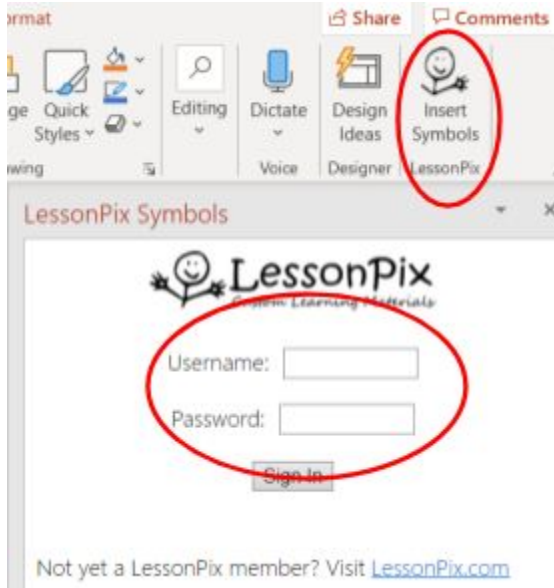 ormat
Share
Comments
ge
Quick
Styles
Editing
Dictate
Design
Ideas
Insert
Symbols
wing
Voice
Designer
LessonPix
LessonPix Symbols
LessonPix
Custom Learning Materials
Username:
Password:
Sign In
Not yet a LessonPix member? Visit LessonPix.com